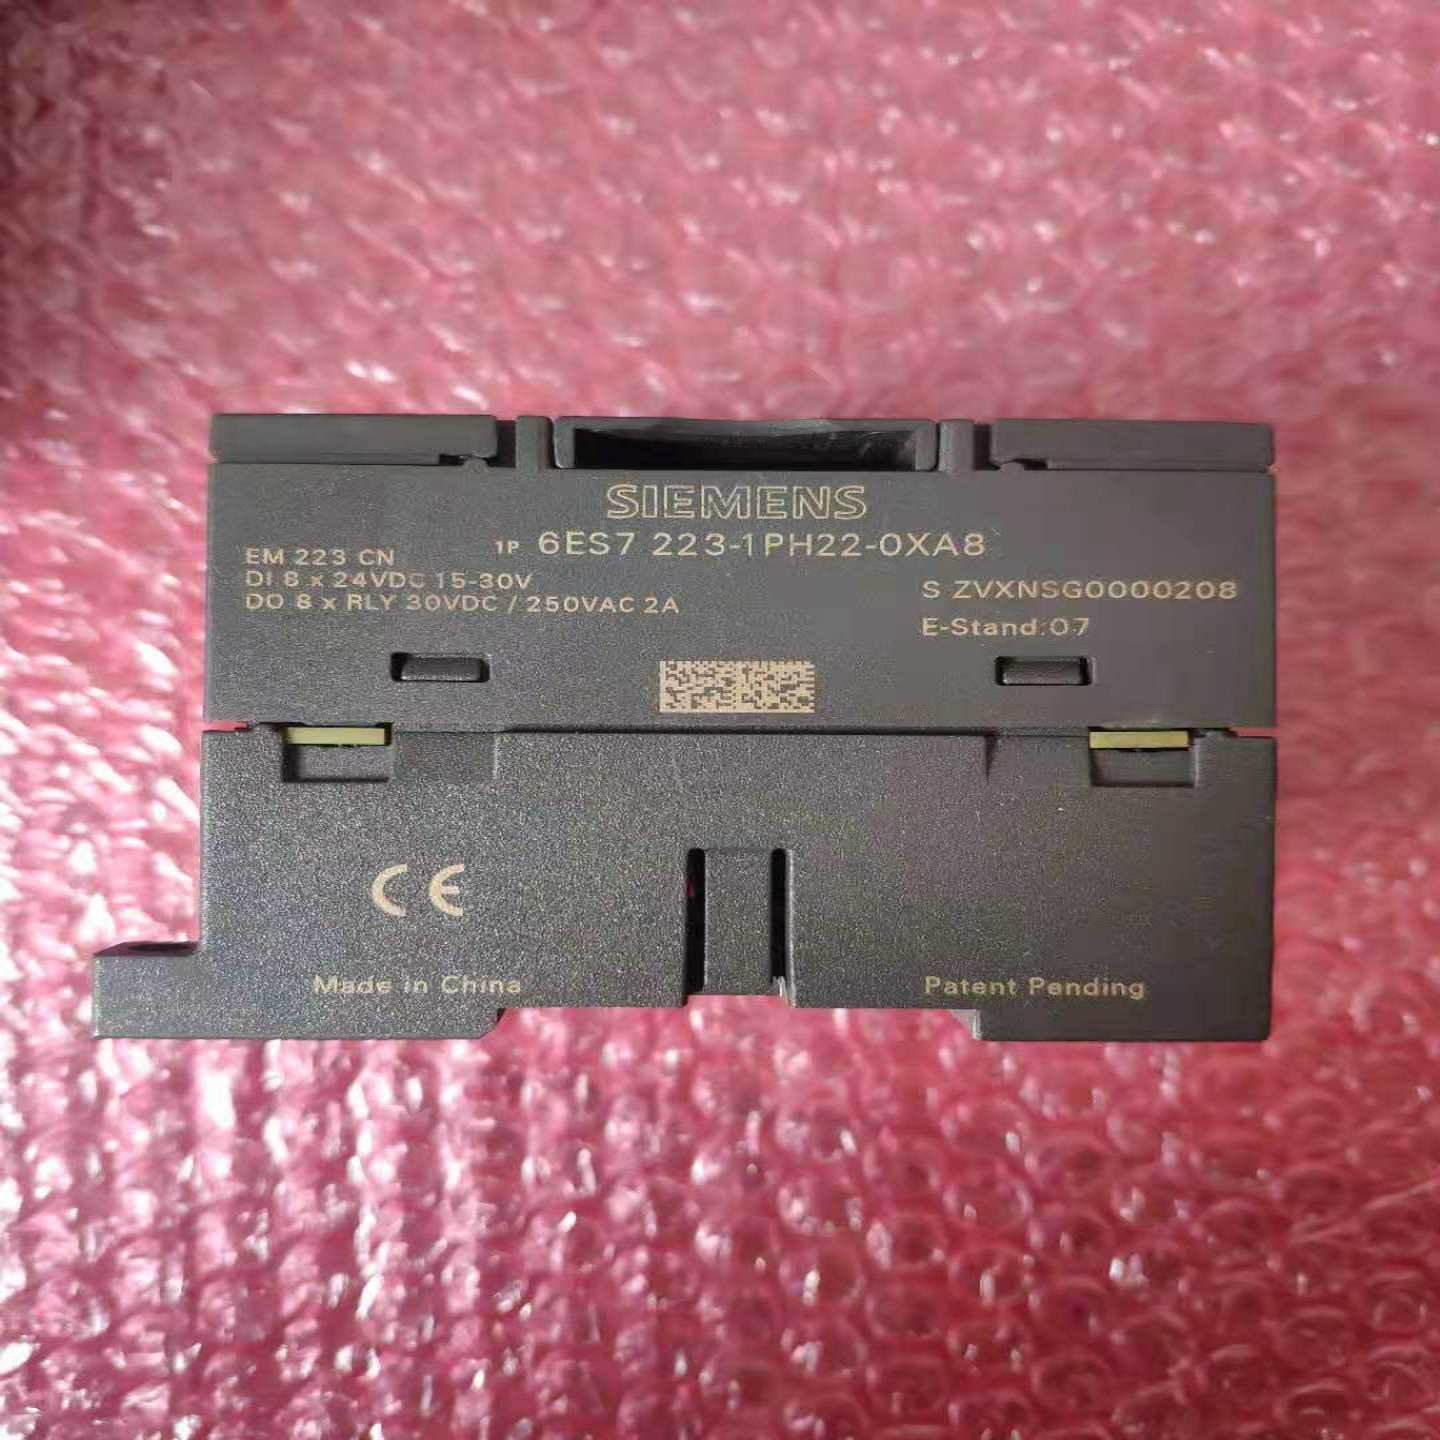 SIEMENS
1P 6ES7 223-1PH22-0XA8
EM 223 CN
DI 8 x 24VDC 15-30V
DO 8 x RLY 30VDC / 250VAC 2A
S ZVXNSG0000208
E-Stand:07
CE
Made in China
Patent Pending